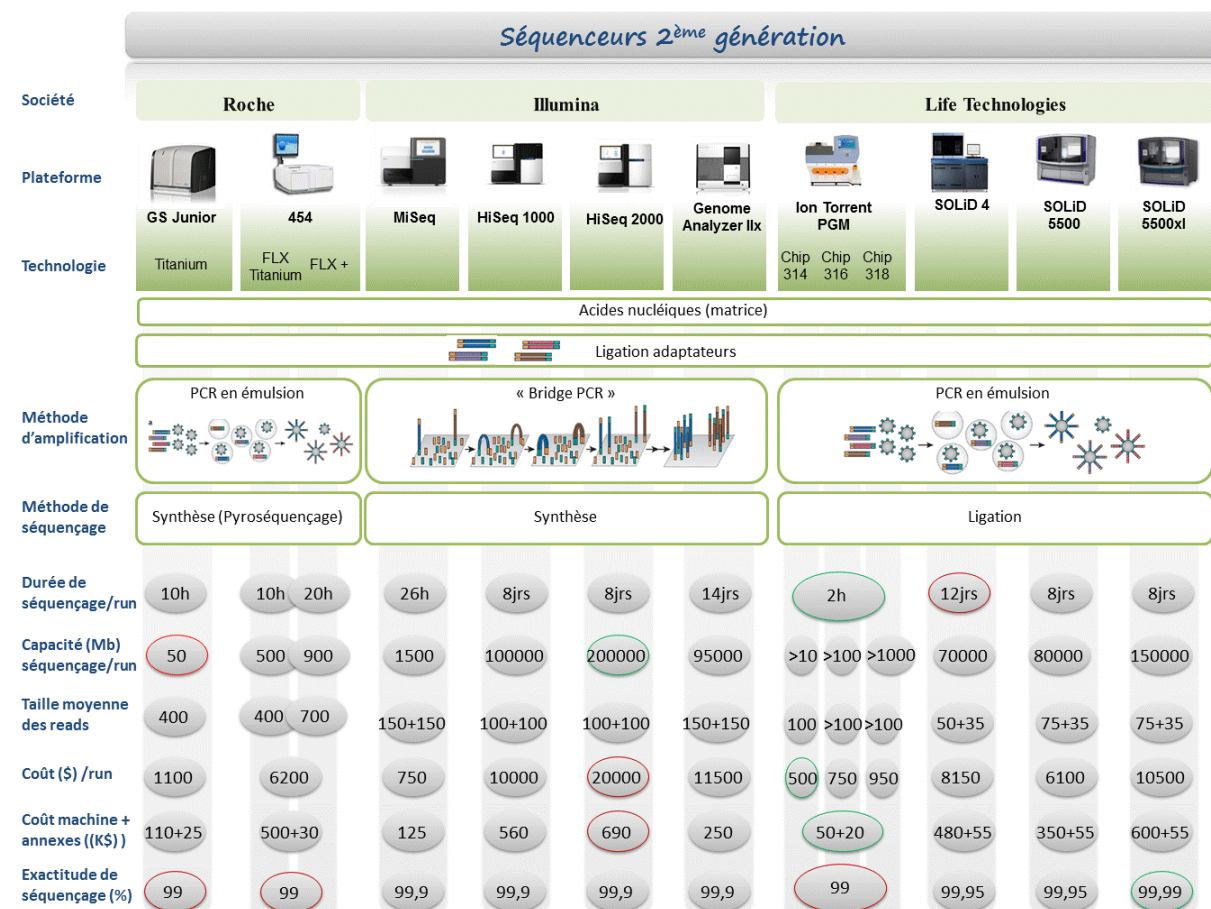 Séquenceurs 2ème génération
Société
Roche
Illumina
Life Technologies
Plateforme
GS Junior
454
MiSeq
HiSeq 1000
HiSeq 2000
Genome
Analyzer IIx
Ion Torrent
PGM
SOLiD 4
SOLiD
5500
SOLiD
5500xl
Technologie
Titanium
FLX
Titanium
FLX +
Chip
314
Chip
316
Chip
318
Acides nucléiques (matrice)
Ligation adaptateurs
Méthode
d'amplification
PCR en émulsion
a
« Bridge PCR »
PCR en émulsion
Méthode de
séquençage
Synthèse (Pyroséquençage)
Synthèse
Ligation
Durée de
séquençage/run
10h 10h 20h 26h 8jrs 8jrs 14jrs 2h 12jrs 8jrs 8jrs
Capacité (Mb)
séquençage/run
50 500 900 1500 100000 200000 95000 >10 >100 >1000 70000 80000 150000
Taille moyenne
des reads
400 400 700 150+150 100+100 100+100 150+150 100 >100 >100 50+35 75+35 75+35
Coût ($) /run
1100 6200 750 10000 20000 11500 500 750 950 8150 6100 10500
Coût machine +
annexes ((K$) )
110+25 500+30 125 560 690 250 50+20 480+55 350+55 600+55
Exactitude de
séquençage (%)
99 99 99,9 99,9 99,9 99,9 99 99,95 99,95 99,99